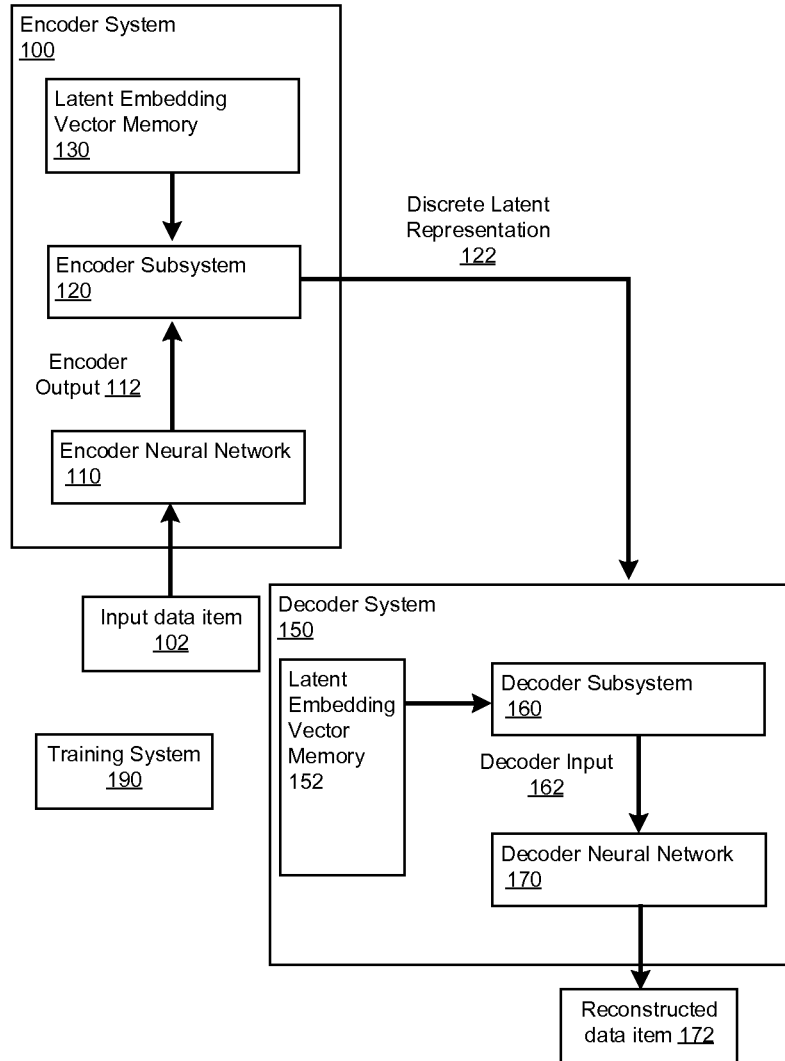 Encoder System
100
Latent Embedding
Vector Memory
130
Encoder Subsystem
120
Encoder
Output 112
Encoder Neural Network
110
Input data item
102
Discrete Latent
Representation
122
Training System
190
Decoder System
150
Latent
Embedding
Vector
Memory
152
Decoder Subsystem
160
Decoder Input
162
Decoder Neural Network
170
Reconstructed
data item 172